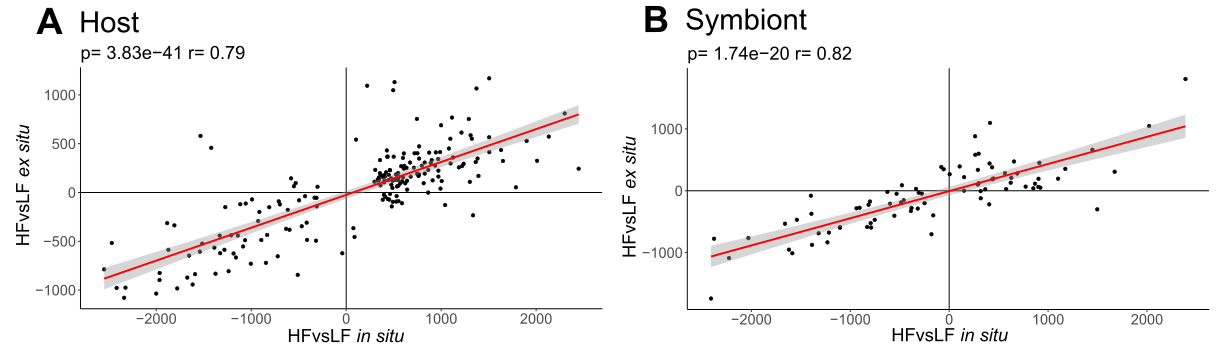 A Host
p= 3.83e−41 r= 0.79
HFvsLF ex situ
1000
500
0
−500
−1000
−2000 −1000 0 1000 2000
HFvsLF in situ
B Symbiont
p= 1.74e−20 r= 0.82
HFvsLF ex situ
1000
0
−1000
−2000 −1000 0 1000 2000
HFvsLF in situ